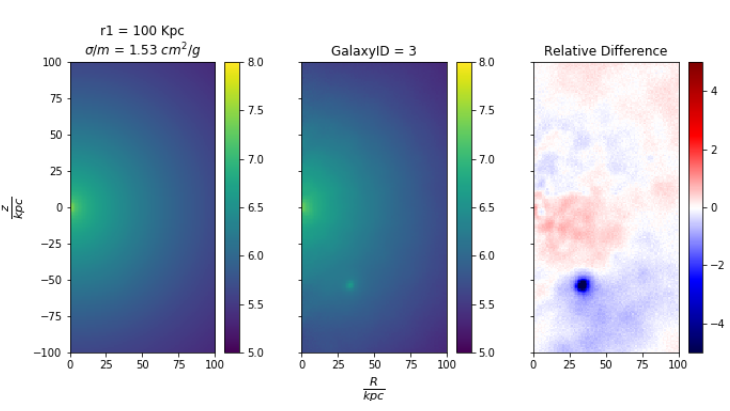 r1 = 100 Kpc
σ/m = 1.53 cm²/g
GalaxyID = 3
Relative Difference
100
75
50
25
0
−25
−50
−75
−100
z
kpc
0 25 50 75 100
8.0
7.5
7.0
6.5
6.0
5.5
5.0
0 25 50 75 100
R
kpc
8.0
7.5
7.0
6.5
6.0
5.5
5.0
0 25 50 75 100
4
2
0
−2
−4